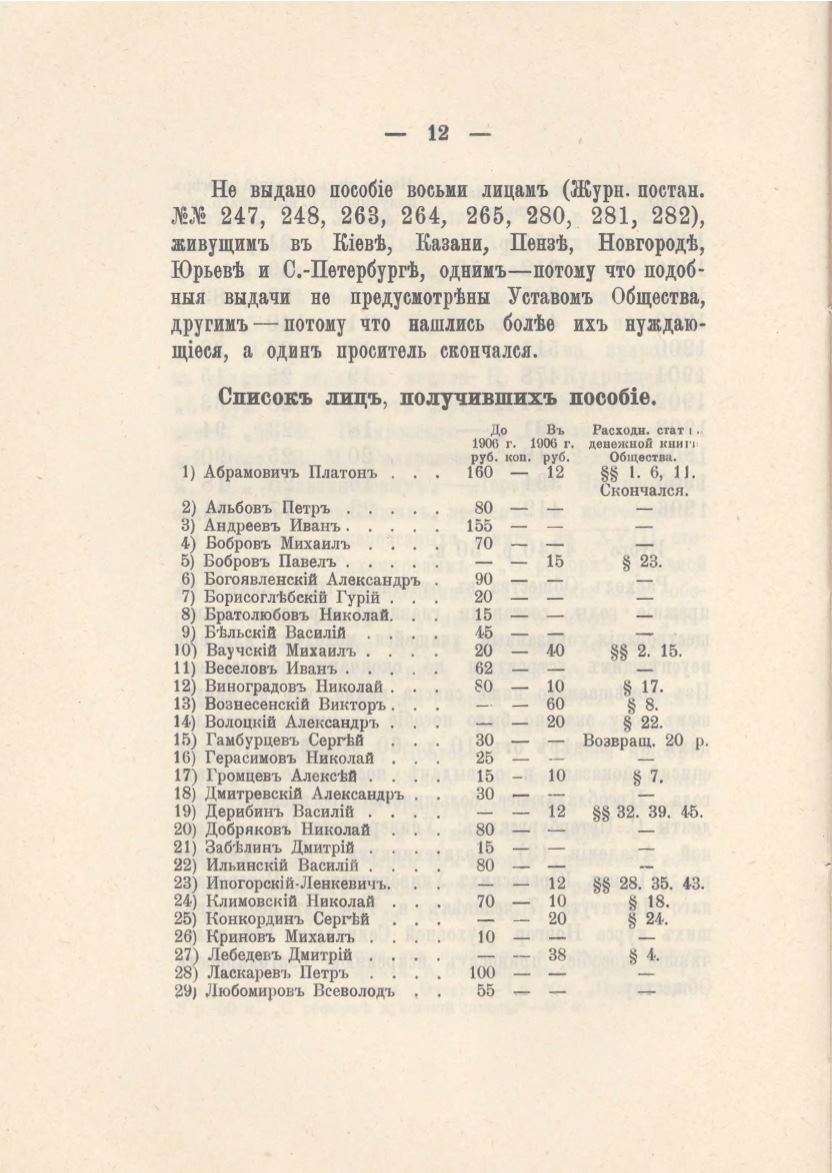 — 12 —
Не выдано пособіе восьми лицамъ (Журн. постан.
№№ 247, 248, 263, 264, 265, 280, 281, 282),
живущимъ въ Кіевѣ, Казани, Пензѣ, Новгородѣ,
Юрьевѣ и С.-Петербургѣ, однимъ—потому что подоб-
ныя выдачи не предусмотрѣны Уставомъ Общества,
другимъ — потому что нашлись болѣе ихъ нуждаю-
щіеся, а одинъ проситель скончался.
Списокъ лицъ, получившихъ пособіе.
До Въ Расходн. стат
1906 г. 1906 г. денежной книги
руб. коп. руб. Общества.
1) Абрамовичъ Платонъ . . . 160 — 12 §§ 1. 6, 11.
Скончался.
2) Альбовъ Петръ . . . . . 80 — — —
3) Андреевъ Иванъ . . . . . 155 — — —
4) Бобровъ Михаилъ . . . . 70 — — —
5) Бобровъ Павелъ . . . . . — — 15 § 23.
6) Богоявленскій Александръ . 90 — — —
7) Борисоглѣбскій Гурій . . . 20 — — —
8) Братолюбовъ Николай. . . 15 — — —
9) Бѣльскій Василій . . . . 45 — — —
10) Ваучскій Михаилъ . . . . 20 — 40 §§ 2. 15.
11) Веселовъ Иванъ . . . . 62 — — —
12) Виноградовъ Николай . . . 80 — 10 § 17.
13) Вознесенскій Викторъ . . . — — 60 § 8.
14) Волоцкій Александръ . . . — — 20 § 22.
15) Гамбурцевъ Сергѣй . . . 30 — — Возвращ. 20 р.
16) Герасимовъ Николай . . . 25 — — —
17) Громцевъ Алексѣй . . . . 15 — 10 § 7.
18) Дмитревскій Александръ . . 30 — — —
19) Дерибинъ Василій . . . . — — 12 §§ 32. 39. 45.
20) Добряковъ Николай . . . 80 — — —
21) Забѣлинъ Дмитрій . . . . 15 — — —
22) Ильинскій Василій . . . . 80 — — —
23) Ипогорскій-Ленкевичъ. . . — — 12 §§ 28. 35. 43.
24) Климовскій Николай . . . 70 — 10 § 18.
25) Конкординъ Сергѣй . . . — — 20 § 24.
26) Криновъ Михаилъ . . . . 10 — — —
27) Лебедев Дмитрій . . . . — — 38 § 4.
28) Ласкаревъ Петръ . . . . 100 — — —
29) Любомировъ Всеволодъ . . 55 — — —